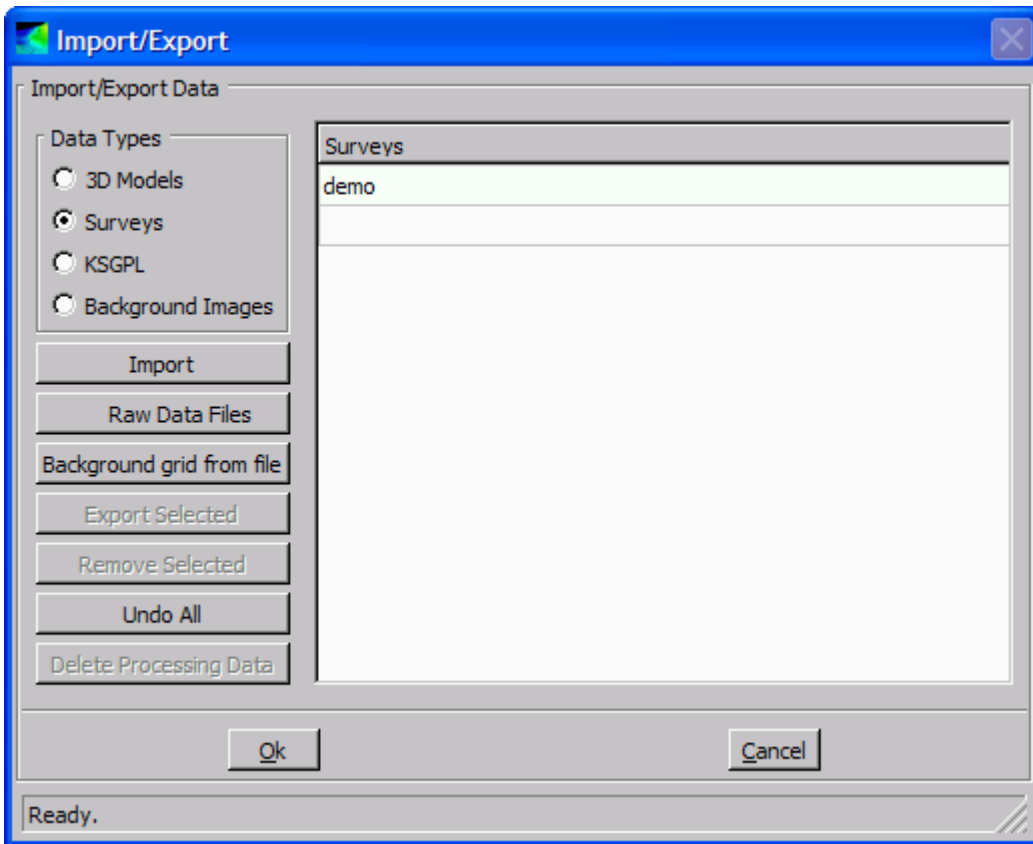 Import/Export
Import/Export Data
Data Types
3D Models
Surveys
KSGPL
Background Images
Import
Raw Data Files
Background grid from file
Export Selected
Remove Selected
Undo All
Delete Processing Data
Surveys
demo
Ok
Cancel
Ready.